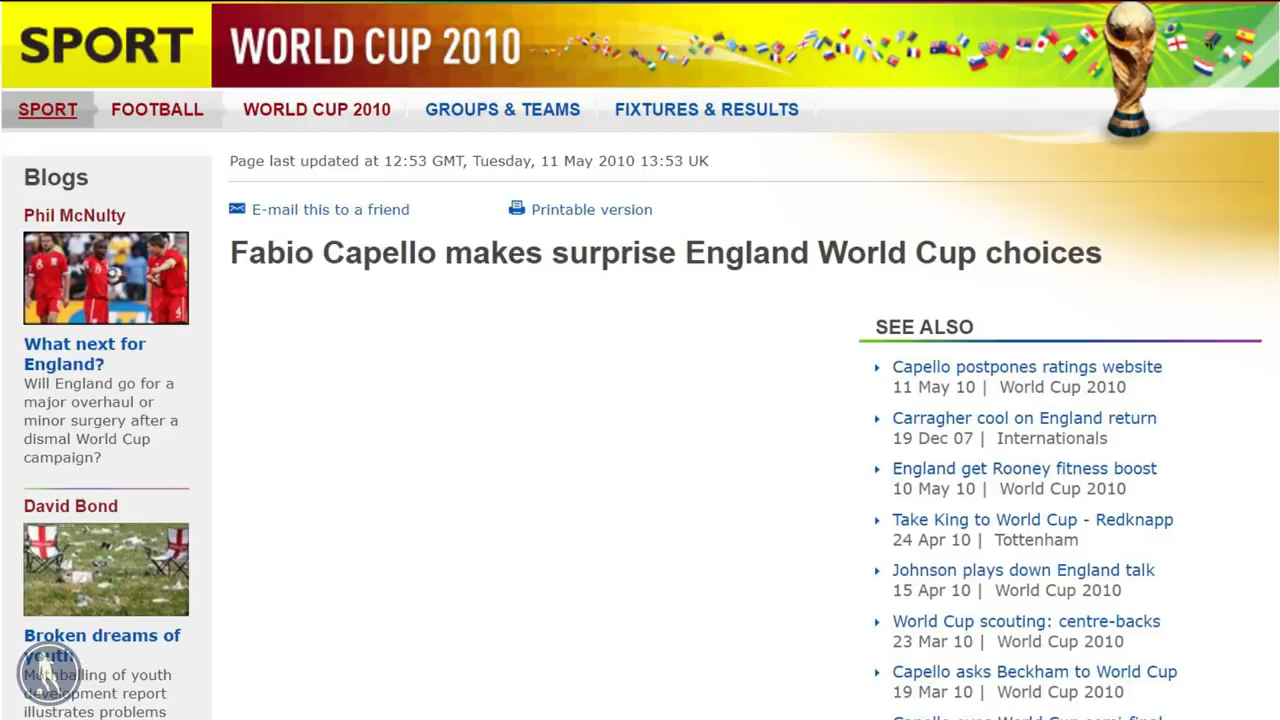 SPORT
WORLD CUP 2010
SPORT
FOOTBALL
WORLD CUP 2010
GROUPS & TEAMS
FIXTURES & RESULTS
Page last updated at 12:53 GMT, Tuesday, 11 May 2010 13:53 UK
E-mail this to a friend
Printable version
Fabio Capello makes surprise England World Cup choices
Blogs
Phil McNulty
What next for
England?
Will England go for a
major overhaul or
minor surgery after a
dismal World Cup
campaign?
David Bond
Broken dreams of
youth
Mothballing of youth
development report
illustrates problems
SEE ALSO
Capello postpones ratings website
11 May 10 | World Cup 2010
Carragher cool on England return
19 Dec 07 | Internationals
England get Rooney fitness boost
10 May 10 | World Cup 2010
Take King to World Cup - Redknapp
24 Apr 10 | Tottenham
Johnson plays down England talk
15 Apr 10 | World Cup 2010
World Cup scouting: centre-backs
23 Mar 10 | World Cup 2010
Capello asks Beckham to World Cup
19 Mar 10 | World Cup 2010